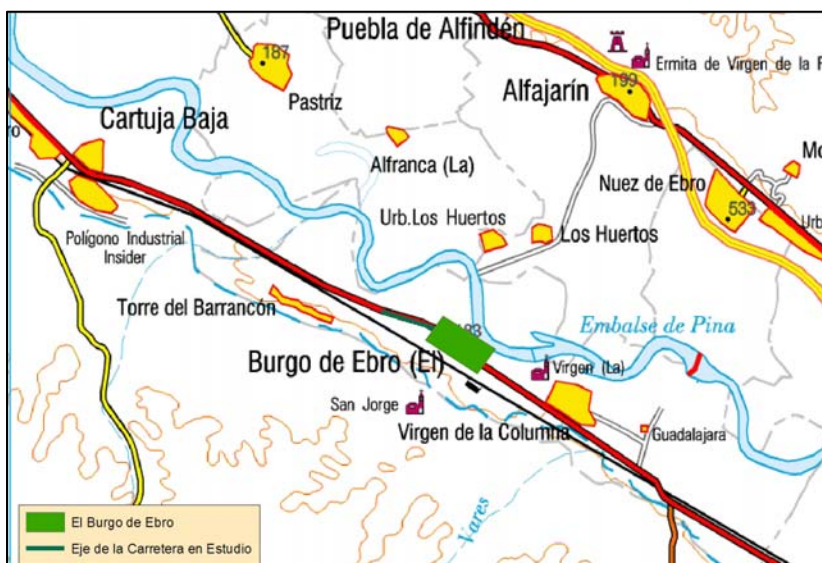 Puebla de Alfindén
187
Pastriz
Ermita de Virgen de la
199
Alfajarín
Cartuja Baja
Alfranca (La)
Nuez de Ebro
533
Urb.Los Huertos
Los Huertos
Polígono Industrial
Insider
Torre del Barrancón
Embalse de Pina
Burgo de Ebro (El)
Virgen (La)
San Jorge
Virgen de la Columna
Guadalajara
Vares
El Burgo de Ebro
Eje de la Carretera en Estudio